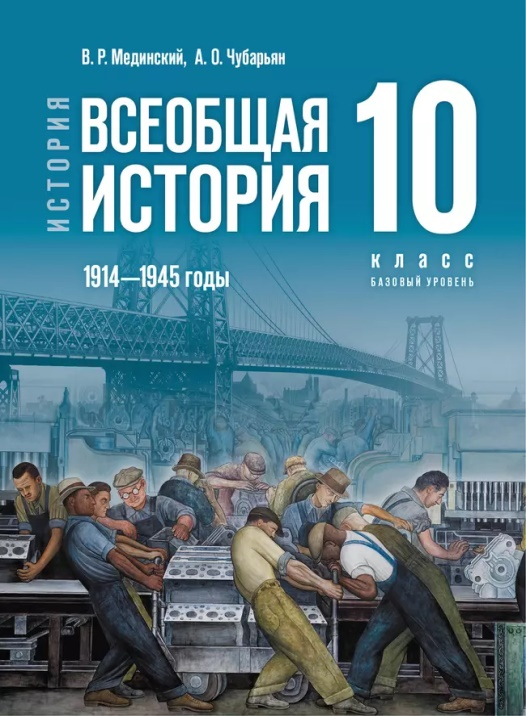 В. Р. Мединский, А. О. Чубарьян
ИСТОРИЯ
ВСЕОБЩАЯ
ИСТОРИЯ
10
класс
БАЗОВЫЙ УРОВЕНЬ
1914—1945 годы